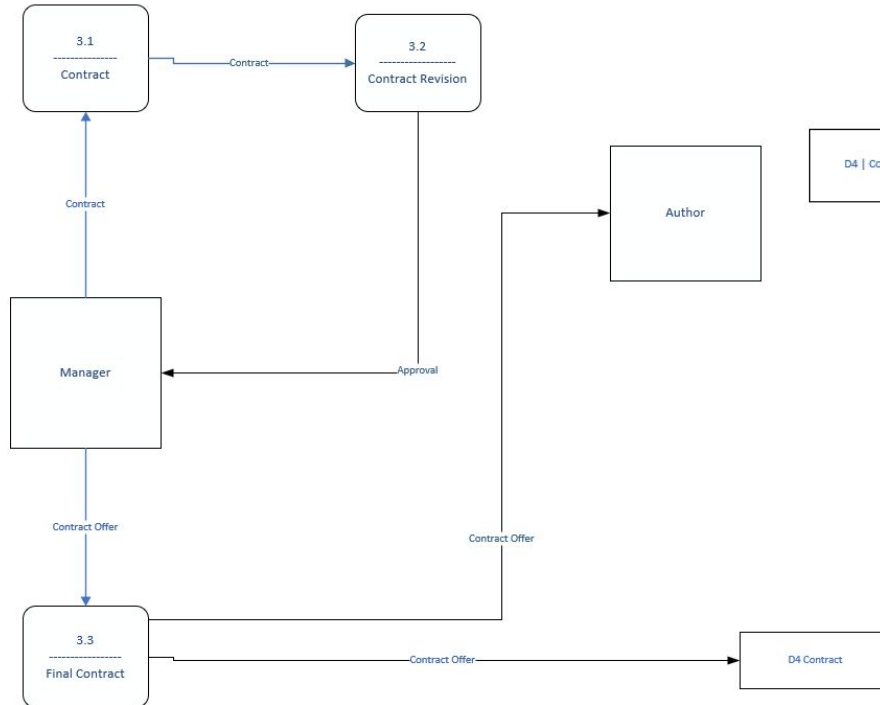 3.1
Contract
3.2
Contract Revision
Contract
Contract
Author
D4 | Co
Manager
Approval
Contract Offer
Contract Offer
3.3
Final Contract
Contract Offer
D4 Contract